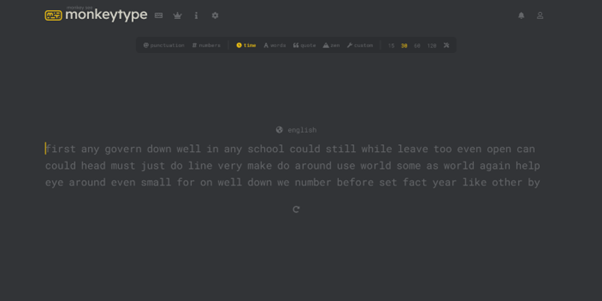 monkey see
monkeytype
punctuation numbers time words quote zen custom 15 30 60 120
english
first any govern down well in any school could still while leave too even open can
could head must just do line very make do around use world some as world again help
eye around even small for on well down we number before set fact year like other by